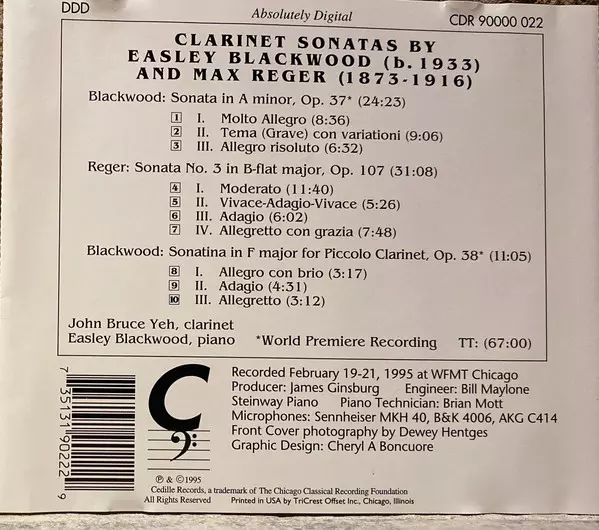 DDD
Absolutely Digital
CDR 90000 022
CLARINET SONATAS BY
EASLEY BLACKWOOD (b. 1933)
AND MAX REGER (1873-1916)
Blackwood: Sonata in A minor, Op. 37* (24:23)
1 I. Molto Allegro (8:36)
2 II. Tema (Grave) con variationi (9:06)
3 III. Allegro risoluto (6:32)
Reger: Sonata No. 3 in B-flat major, Op. 107 (31:08)
4 I. Moderato (11:40)
5 II. Vivace-Adagio-Vivace (5:26)
6 III. Adagio (6:02)
7 IV. Allegretto con grazia (7:48)
Blackwood: Sonatina in F major for Piccolo Clarinet, Op. 38* (11:05)
8 I. Allegro con brio (3:17)
9 II. Adagio (4:31)
10 III. Allegretto (3:12)
John Bruce Yeh, clarinet
Easley Blackwood, piano *World Premiere Recording TT: (67:00)
7 35131 90222 9
C
Recorded February 19-21, 1995 at WFMT Chicago
Producer: James Ginsburg Engineer: Bill Maylone
Steinway Piano Piano Technician: Brian Mott
Microphones: Sennheiser MKH 40, B&K 4006, AKG C414
Front Cover photography by Dewey Hentges
Graphic Design: Cheryl A Boncuore
℗ & ©1995
Cedille Records, a trademark of The Chicago Classical Recording Foundation
All Rights Reserved Printed in USA by TriCrest Offset Inc., Chicago, Illinois